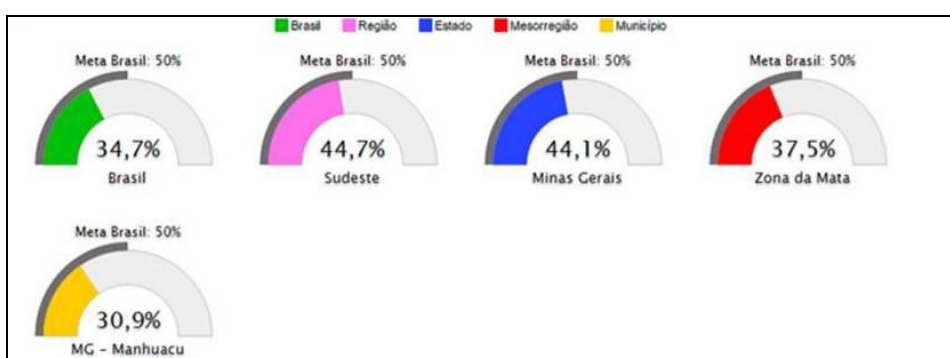 Brasil Região Estado Mesorregião Município
Meta Brasil: 50% Meta Brasil: 50% Meta Brasil: 50% Meta Brasil: 50%
34,7% 44,7% 44,1% 37,5%
Brasil Sudeste Minas Gerais Zona da Mata
Meta Brasil: 50%
30,9%
MG - Manhuacu